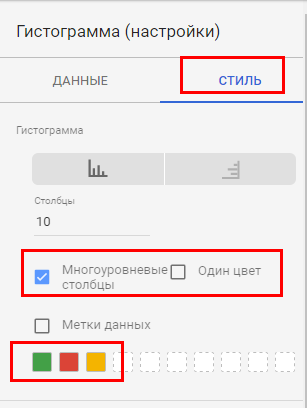 Гистограмма (настройки)
ДАННЫЕ СТИЛЬ
Гистограмма
Столбцы
10
Многоуровневые столбцы Один цвет
Метки данных